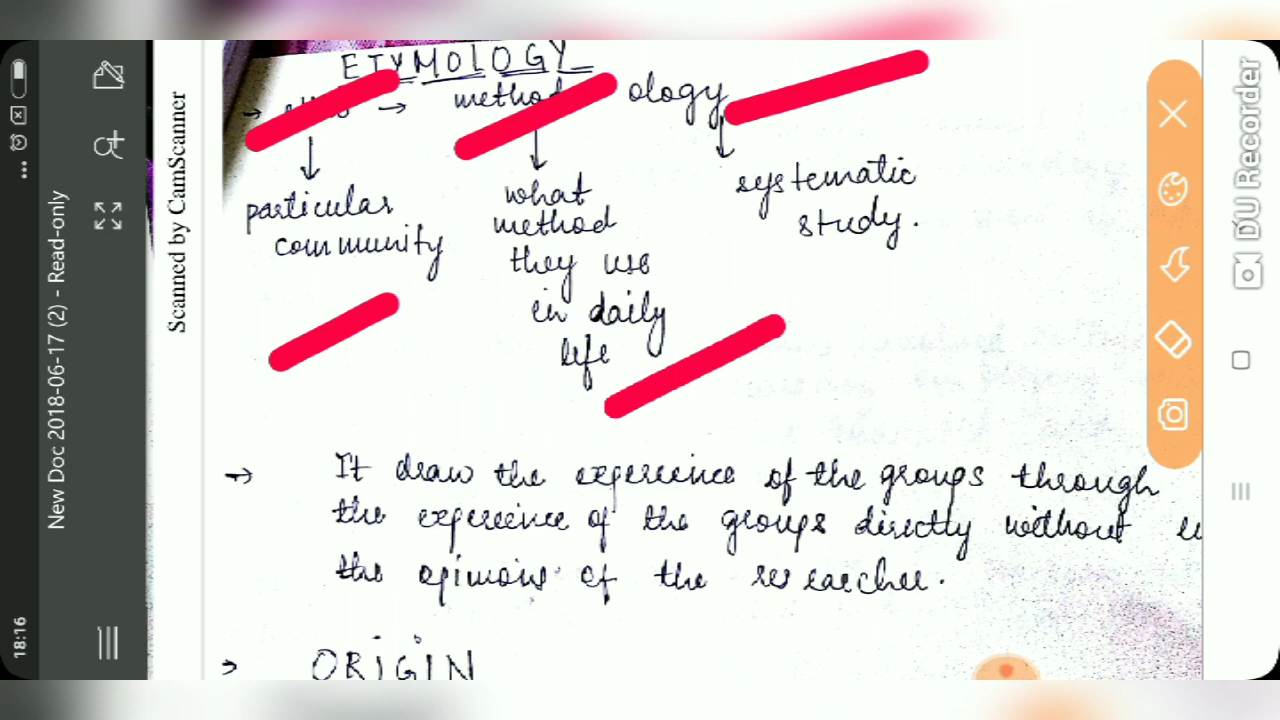 ETYMOLOGY
→ → method ology
particular community
what method they use in daily life
systematic study.
→ It draw the experience of the groups through
the experience of the groups directly without
the opinions of the researcher.
→ ORIGIN
Scanned by CamScanner
New Doc 2018-06-17 (2) - Read-only
18:16
DU Recorder